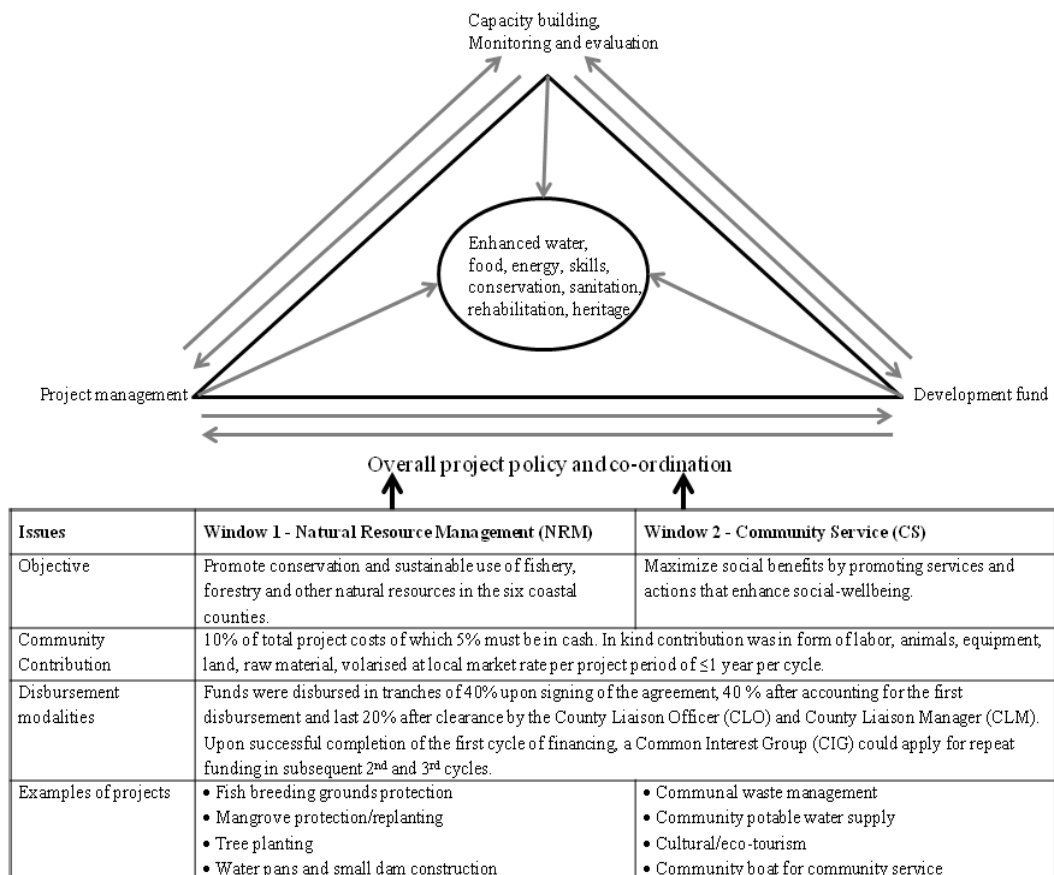 Capacity building,
Monitoring and evaluation
Enhanced water,
food, energy, skills,
conservation, sanitation,
rehabilitation, heritage
Project management
Development fund
Overall project policy and co-ordination
Issues
Window 1 - Natural Resource Management (NRM)
Window 2 - Community Service (CS)
Objective
Promote conservation and sustainable use of fishery,
forestry and other natural resources in the six coastal
counties.
Maximize social benefits by promoting services and
actions that enhance social-wellbeing.
Community
Contribution
10% of total project costs of which 5% must be in cash. In kind contribution was in form of labor, animals, equipment,
land, raw material, volarised at local market rate per project period of ≤1 year per cycle.
Disbursement
modalities
Funds were disbursed in tranches of 40% upon signing of the agreement, 40 % after accounting for the first
disbursement and last 20% after clearance by the County Liaison Officer (CLO) and County Liaison Manager (CLM).
Upon successful completion of the first cycle of financing, a Common Interest Group (CIG) could apply for repeat
funding in subsequent 2nd and 3rd cycles.
Examples of projects
• Fish breeding grounds protection
• Mangrove protection/replanting
• Tree planting
• Water pans and small dam construction
• Communal waste management
• Community potable water supply
• Cultural/eco-tourism
• Community boat for community service